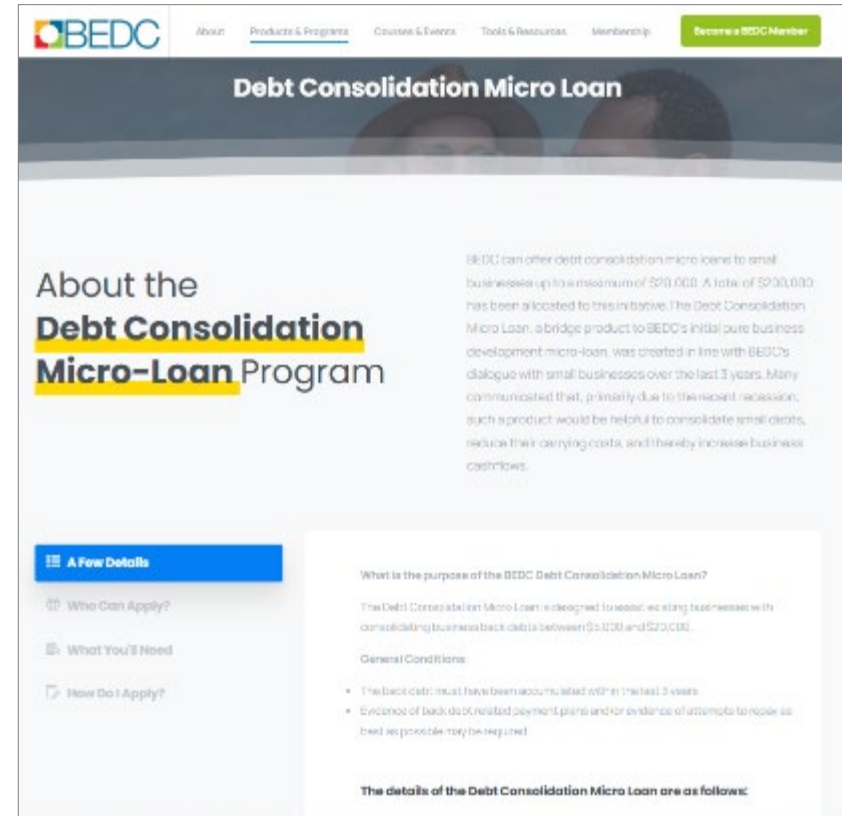 BEDC
About Products & Programs Courses & Events Tools & Resources Membership Become a BEDC Member
Debt Consolidation Micro Loan
About the
Debt Consolidation
Micro-Loan Program
BEDC can offer debt consolidation micro loans to small
businesses up to a maximum of $20,000. A total of $200,000
has been allocated to this initiative. The Debt Consolidation
Micro Loan, a bridge product to BEDC's initial pure business
development micro-loan, was created in line with BEDC's
dialogue with small businesses over the last 3 years. Many
communicated that, primarily due to the recent recession,
such a product would be helpful to consolidate small debts,
reduce their carrying costs, and thereby increase business
cashflows.
A Few Details
Who Can Apply?
What You'll Need
How Do I Apply?
What is the purpose of the BEDC Debt Consolidation Micro Loan?
The Debt Consolidation Micro Loan is designed to assist existing businesses with
consolidating business back debts between $5,000 and $20,000.
General Conditions
The back debt must have been accumulated within the last 3 years
Evidence of back debt related payment plans and/or evidence of attempts to repay as
best as possible may be required
The details of the Debt Consolidation Micro Loan are as follows: